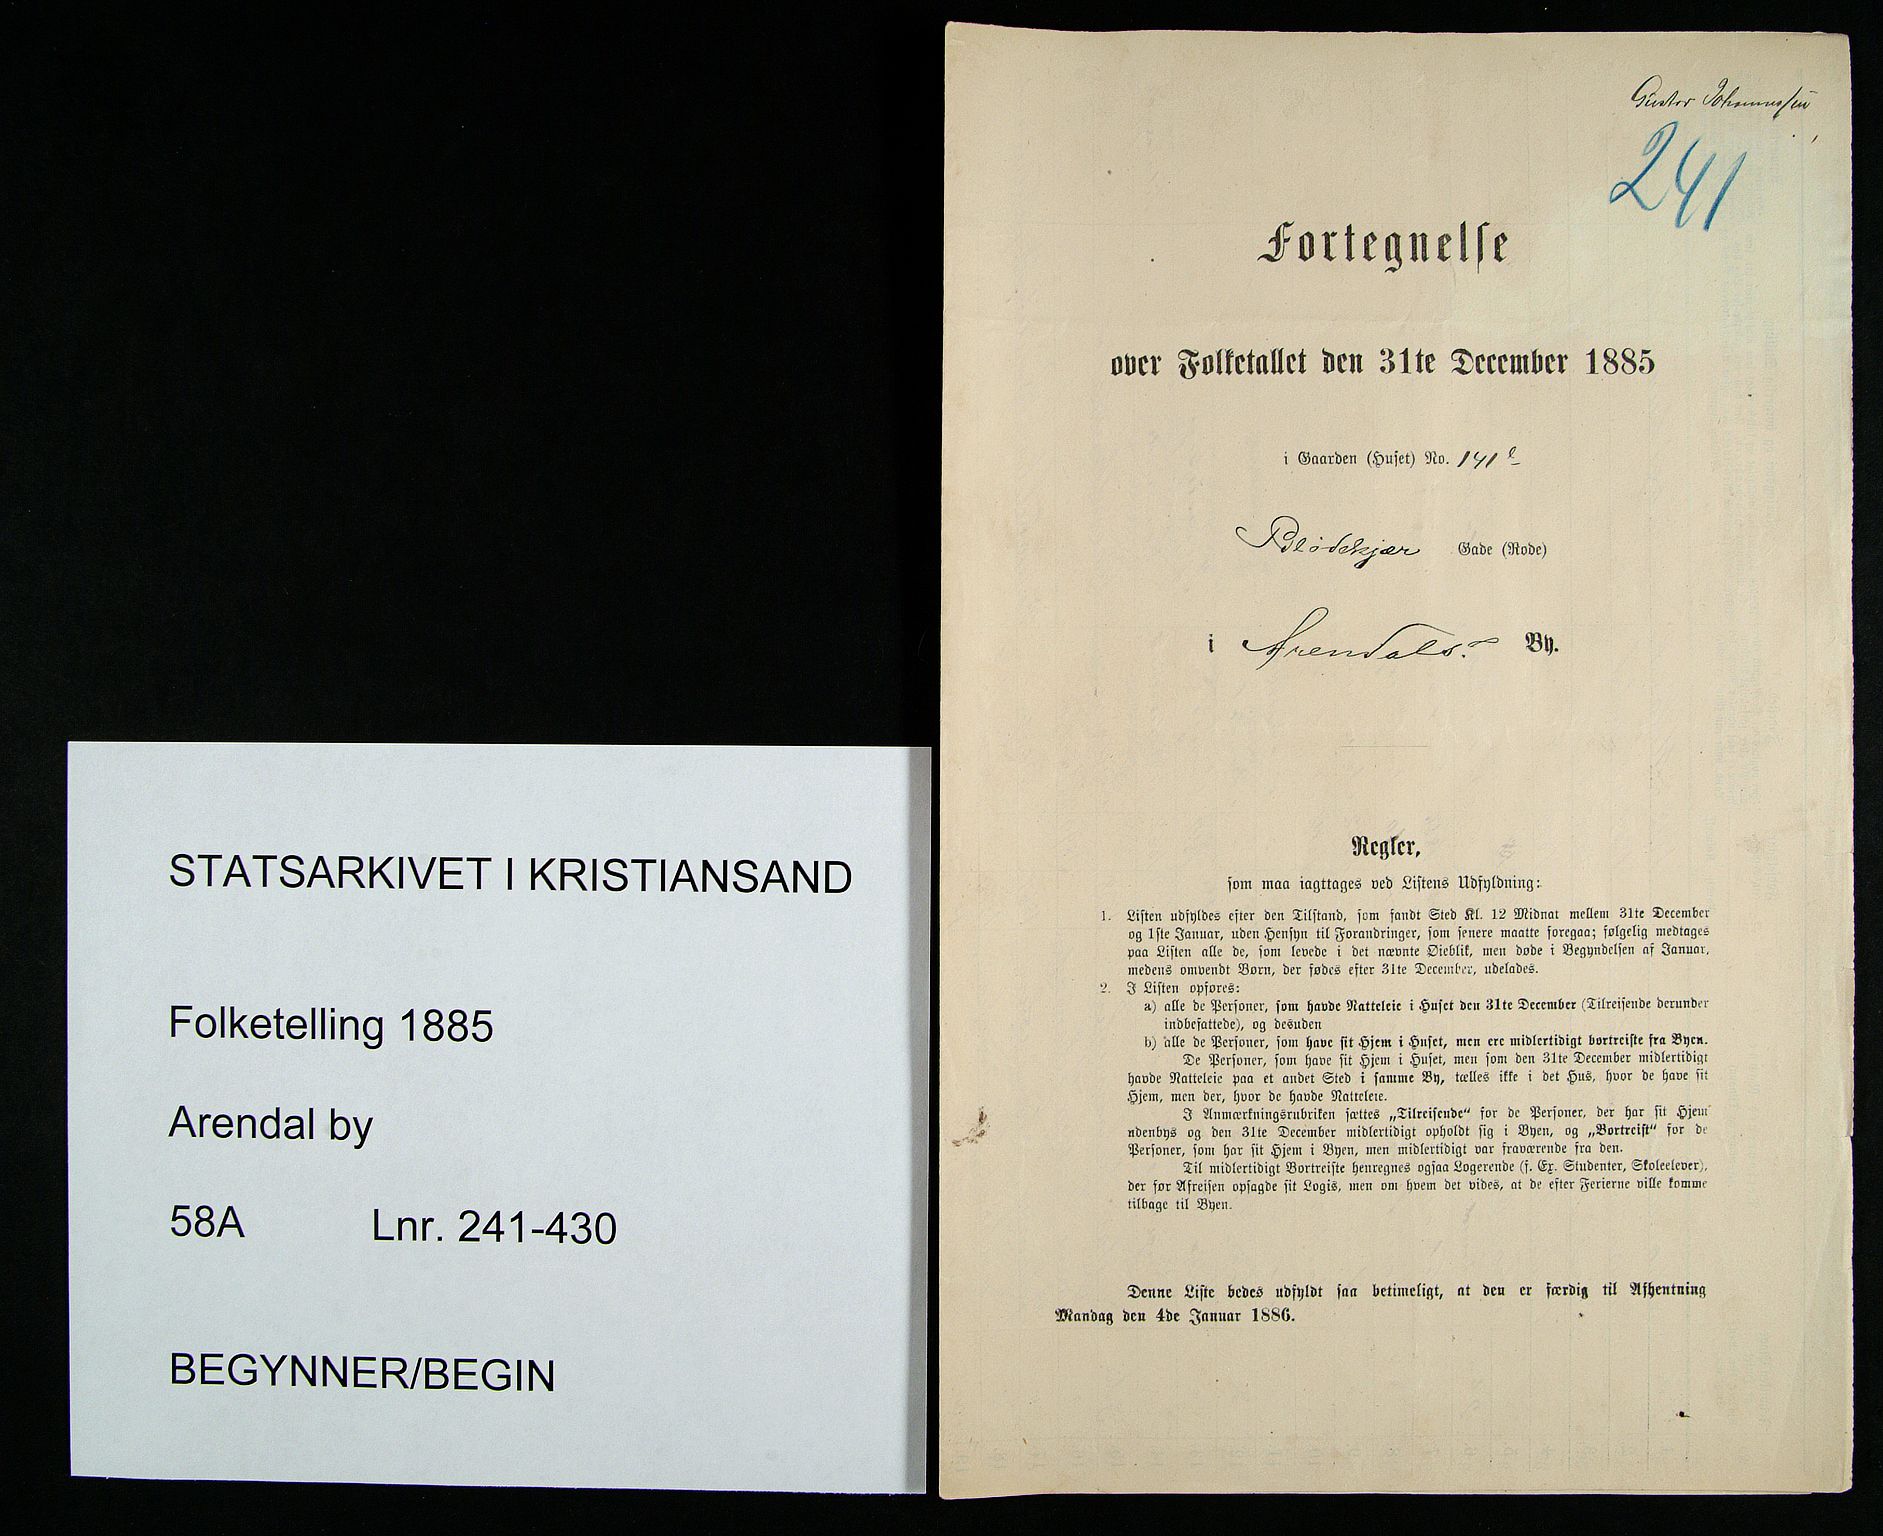 STATSARKIVET I KRISTIANSAND
Folketelling 1885
Arendal by
58A Lnr. 241-430
BEGYNNER/BEGIN
Gustav Johannessen
241
Fortegnelse
over Folketallet den 31te December 1885
i Gaarden (Huset) No. 141
Blødekjær Gade (Rode)
i Arendals By.
Regler,
som maa iagttages ved Listens Udfyldning:
1. Listen udfyldes efter den Tilstand, som fandt Sted Kl. 12 Midnat mellem 31te December
og 1ste Januar, uden Hensyn til Forandringer, som senere maatte foregaa; følgelig medtages
paa Listen alle de, som levede i det nævnte Øieblik, men døde i Begyndelsen af Januar,
medens omvendt Børn, der fødes efter 31te December, udelades.
2. I Listen opføres:
a) alle de Personer, som havde Natteleie i Huset den 31te December (Tilreisende derunder
indbefattede), og desuden
b) alle de Personer, som have sit Hjem i Huset, men ere midlertidigt bortreiste fra Byen.
De Personer, som have sit Hjem i Huset, men som den 31te December midlertidigt
havde Natteleie paa et andet Sted i samme By, tælles ikke i det Hus, hvor de have sit
Hjem, men der, hvor de havde Natteleie.
I Anmærkningsrubriken sættes „Tilreisende“ for de Personer, der har sit Hjem
udenbys og den 31te December midlertidigt opholdt sig i Byen, og „Bortreist“ for de
Personer, som har sit Hjem i Byen, men midlertidigt var fraværende fra den.
Til midlertidigt Bortreiste henregnes ogsaa Logerende (f. Ex. Studenter, Skoleelever),
der før Afreisen opsagde sit Logis, men om hvem det vides, at de efter Ferierne ville komme
tilbage til Byen.
Denne Liste bedes udfyldt saa betimeligt, at den er færdig til Afhentning
Mandag den 4de Januar 1886.